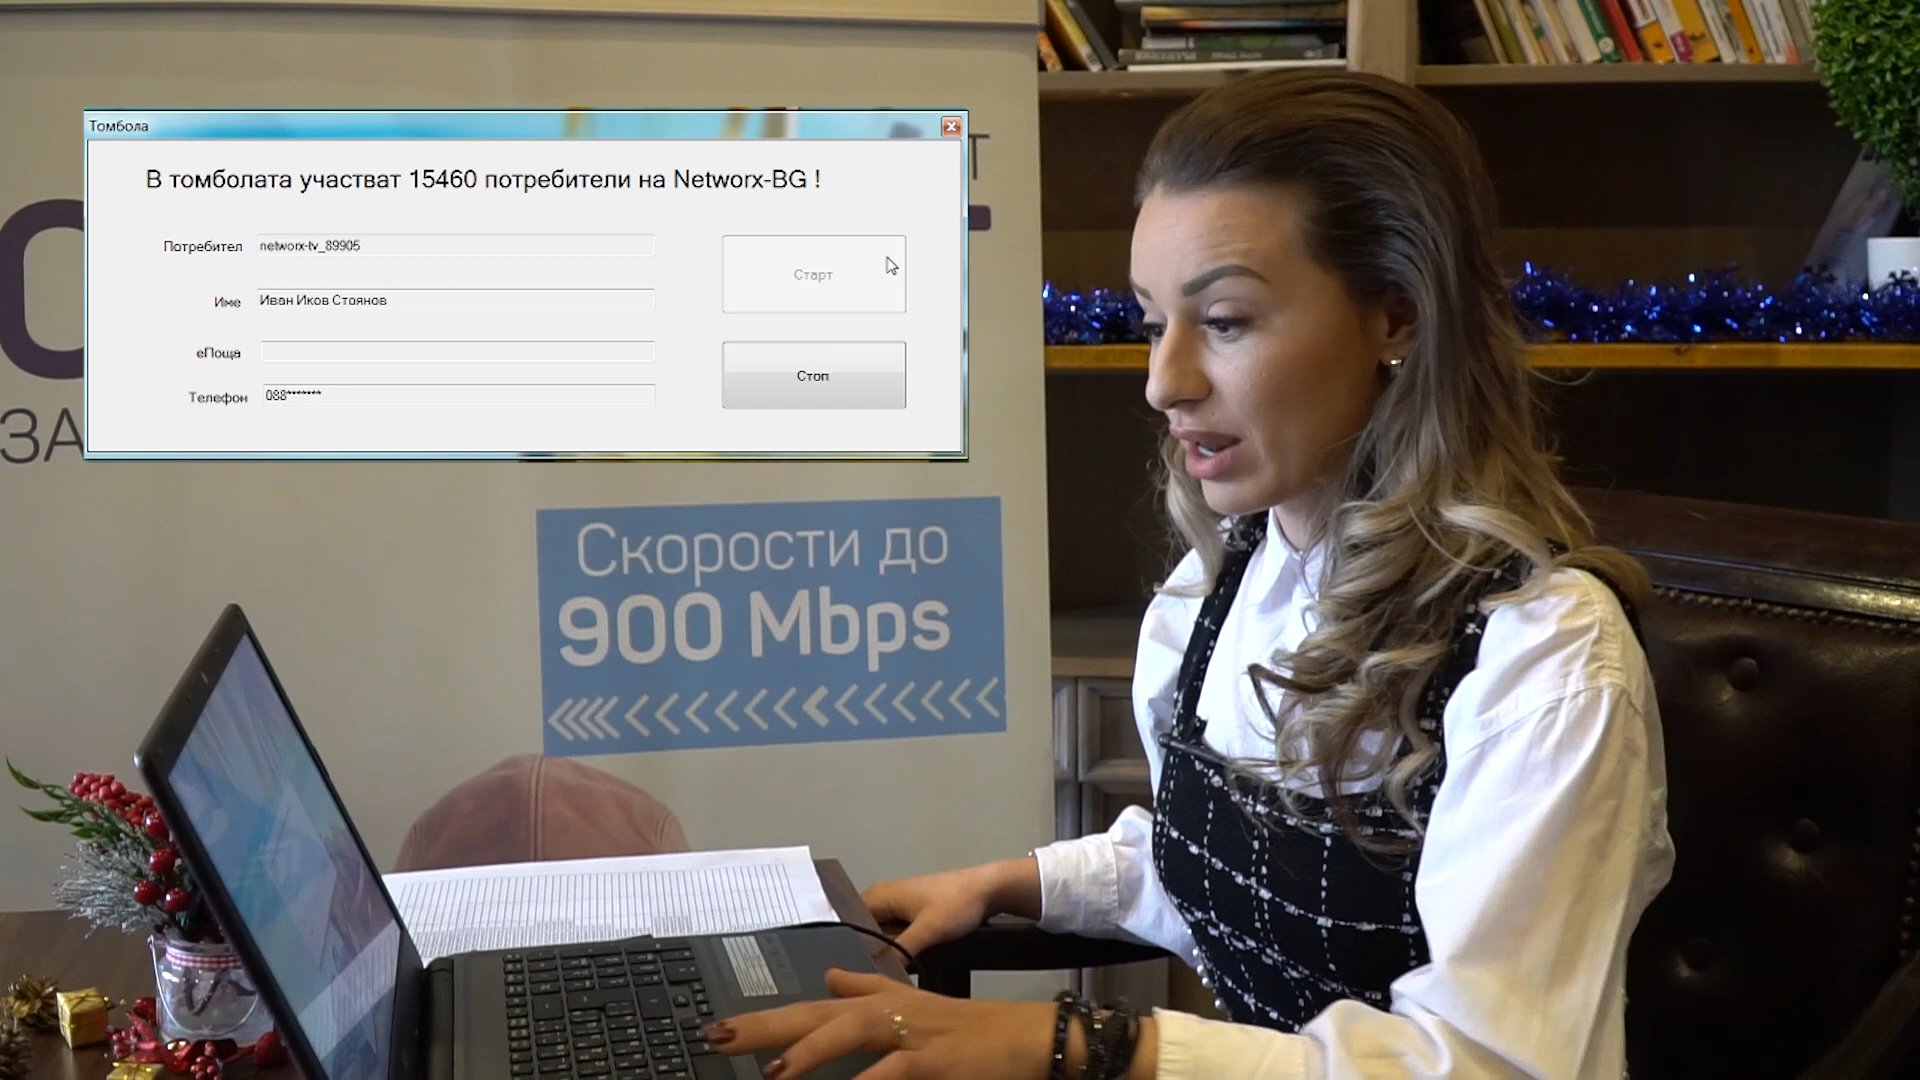 Томбола
В томболата участват 15460 потребители на Networx-BG !
Потребител networx-tv_89905
Старт
Име Иван Иков Стоянов
еПоща
Стоп
Телефон 088*******
ЗА
Скорости до
900 Mbps